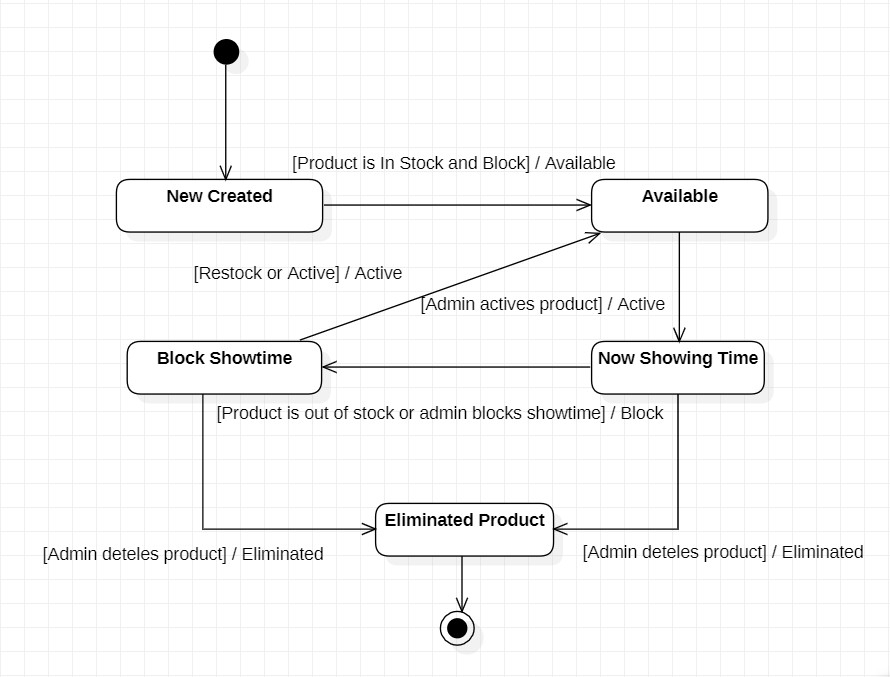 [Product is In Stock and Block] / Available
New Created
Available
[Restock or Active] / Active
[Admin actives product] / Active
Block Showtime
Now Showing Time
[Product is out of stock or admin blocks showtime] / Block
Eliminated Product
[Admin deteles product] / Eliminated
[Admin deteles product] / Eliminated